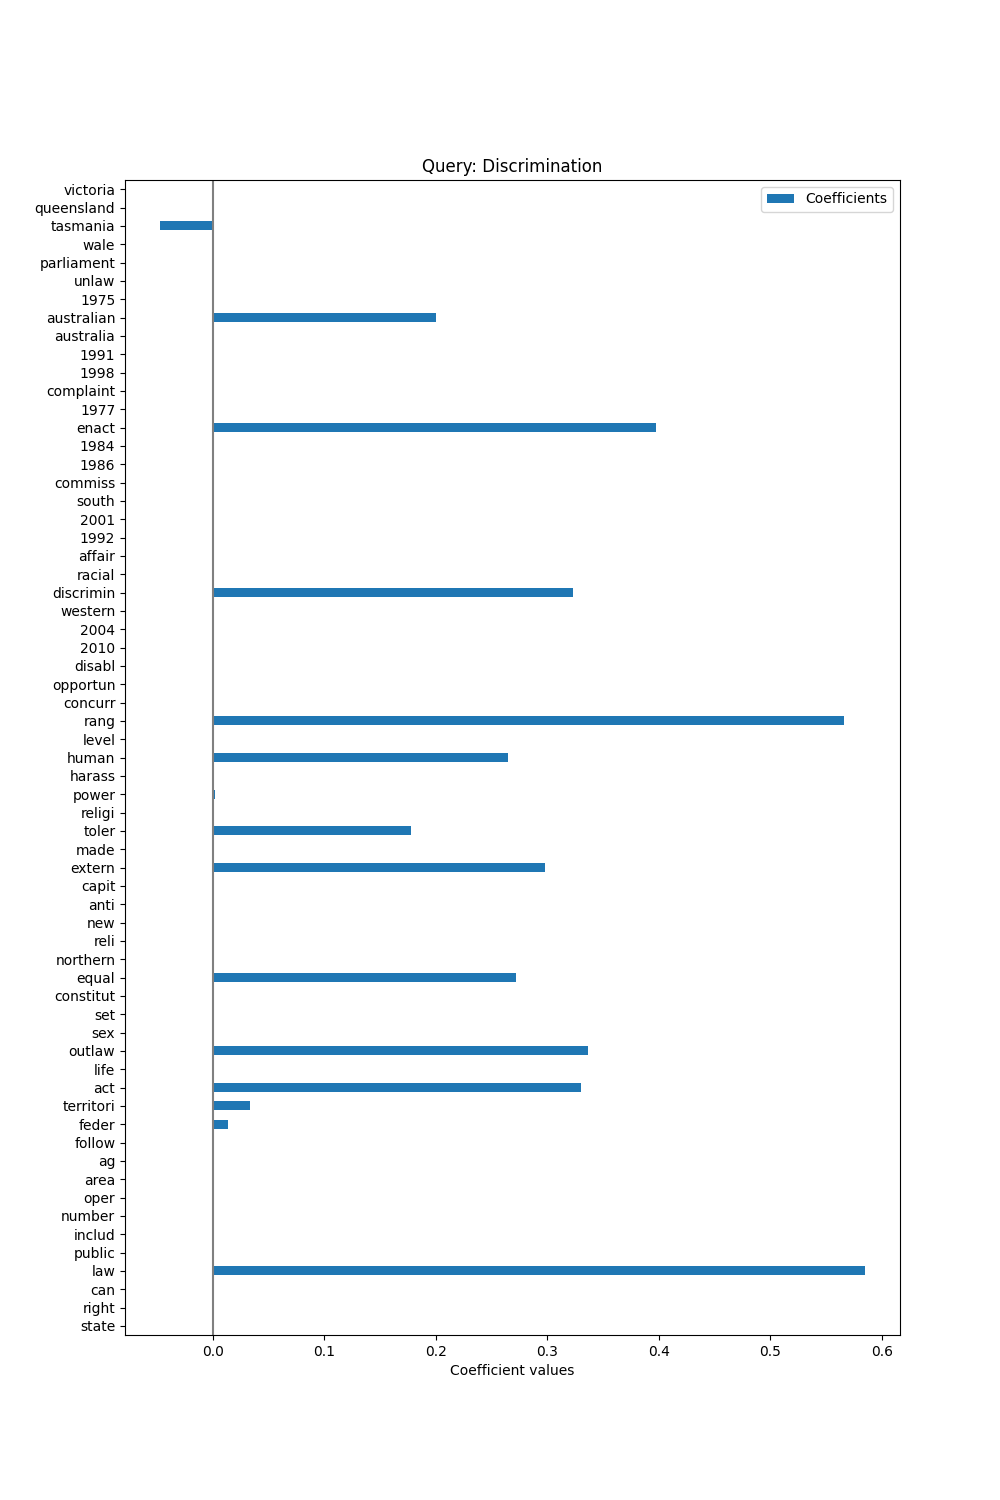 Query: Discrimination
Coefficients
victoria
queensland
tasmania
wale
parliament
unlaw
1975
australian
australia
1991
1998
complaint
1977
enact
1984
1986
commiss
south
2001
1992
affair
racial
discrimin
western
2004
2010
disabl
opportun
concurr
rang
level
human
harass
power
religi
toler
made
extern
capit
anti
new
reli
northern
equal
constitut
set
sex
outlaw
life
act
territori
feder
follow
ag
area
oper
number
includ
public
law
can
right
state
0.0 0.1 0.2 0.3 0.4 0.5 0.6
Coefficient values